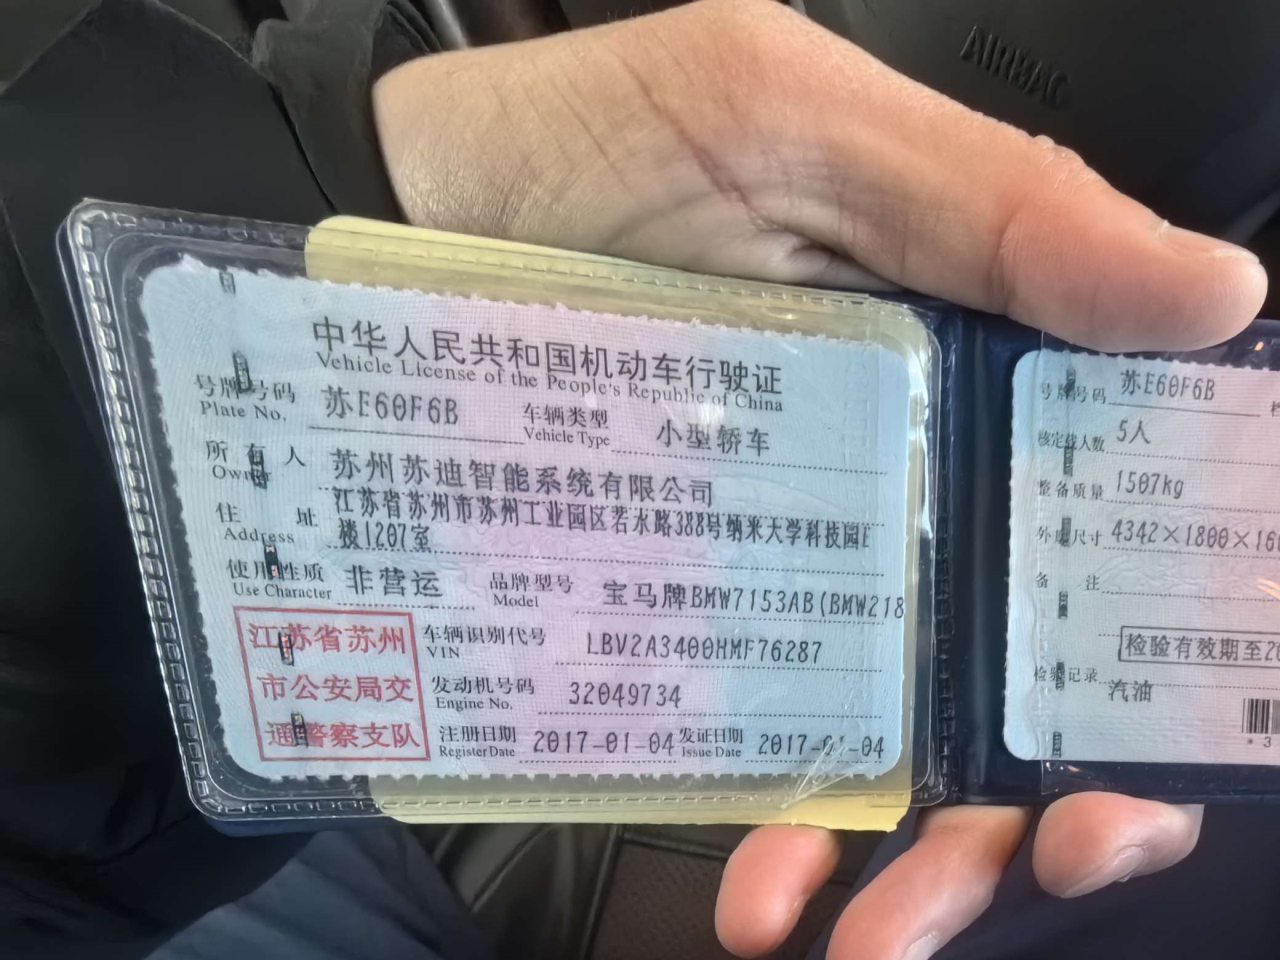 AIRBAG
中华人民共和国机动车行驶证
Vehicle License of the People's Republic of China
号牌号码 苏E60F6B 车辆类型 小型轿车
Plate No. Vehicle Type
所有人 苏州苏迪智能系统有限公司
Owner
住址 江苏省苏州市苏州工业园区若水路388号纳米大学科技园E
Address 楼1207室
使用性质 非营运 品牌型号 宝马牌BMW7153AB(BMW218
Use Character Model
江苏省苏州
市公安局交
通警察支队
车辆识别代号 LBV2A3400HMF76287
VIN
发动机号码 32049734
Engine No.
注册日期 2017-01-04 发证日期 2017-01-04
Register Date Issue Date
号牌号码 苏E60F6B
核定载人数 5人
整备质量 1507kg
外廓尺寸 4342×1800×16
备注
检验有效期至20
检验记录
汽油
* 3